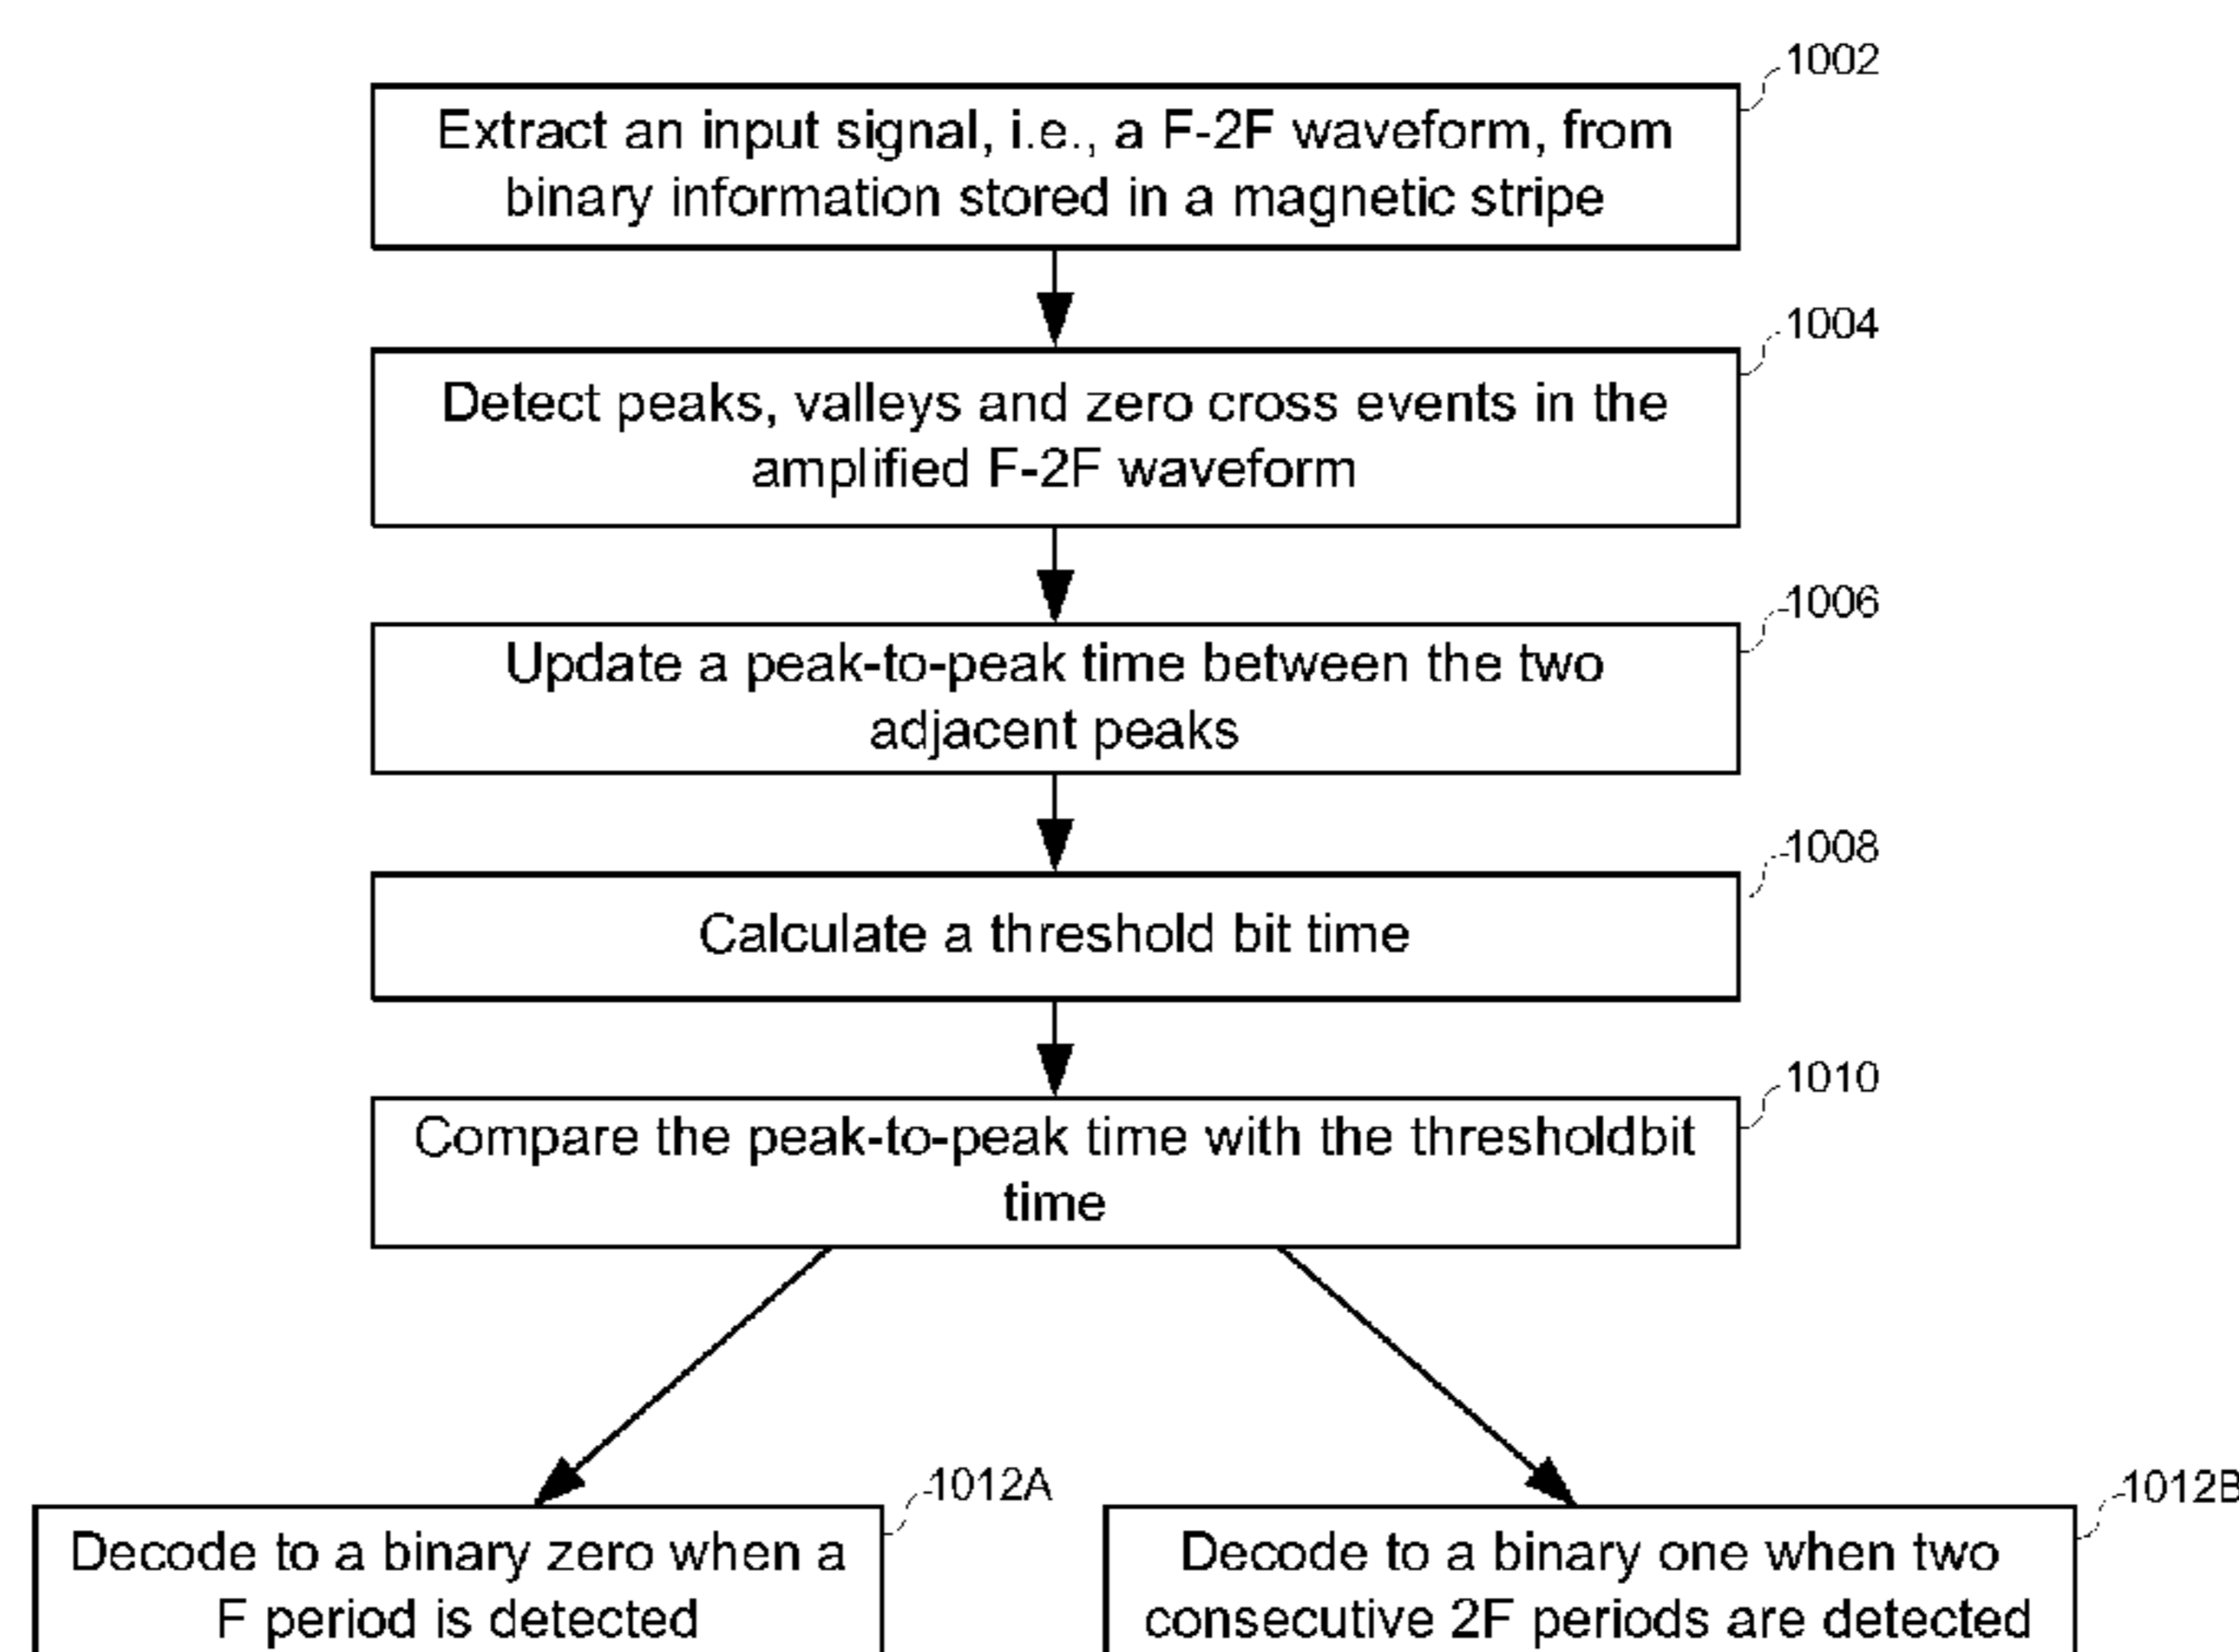 1002
Extract an input signal, i.e., a F-2F waveform, from
binary information stored in a magnetic stripe
1004
Detect peaks, valleys and zero cross events in the
amplified F-2F waveform
1006
Update a peak-to-peak time between the two
adjacent peaks
1008
Calculate a threshold bit time
1010
Compare the peak-to-peak time with the thresholdbit
time
1012A
Decode to a binary zero when a
F period is detected
1012B
Decode to a binary one when two
consecutive 2F periods are detected